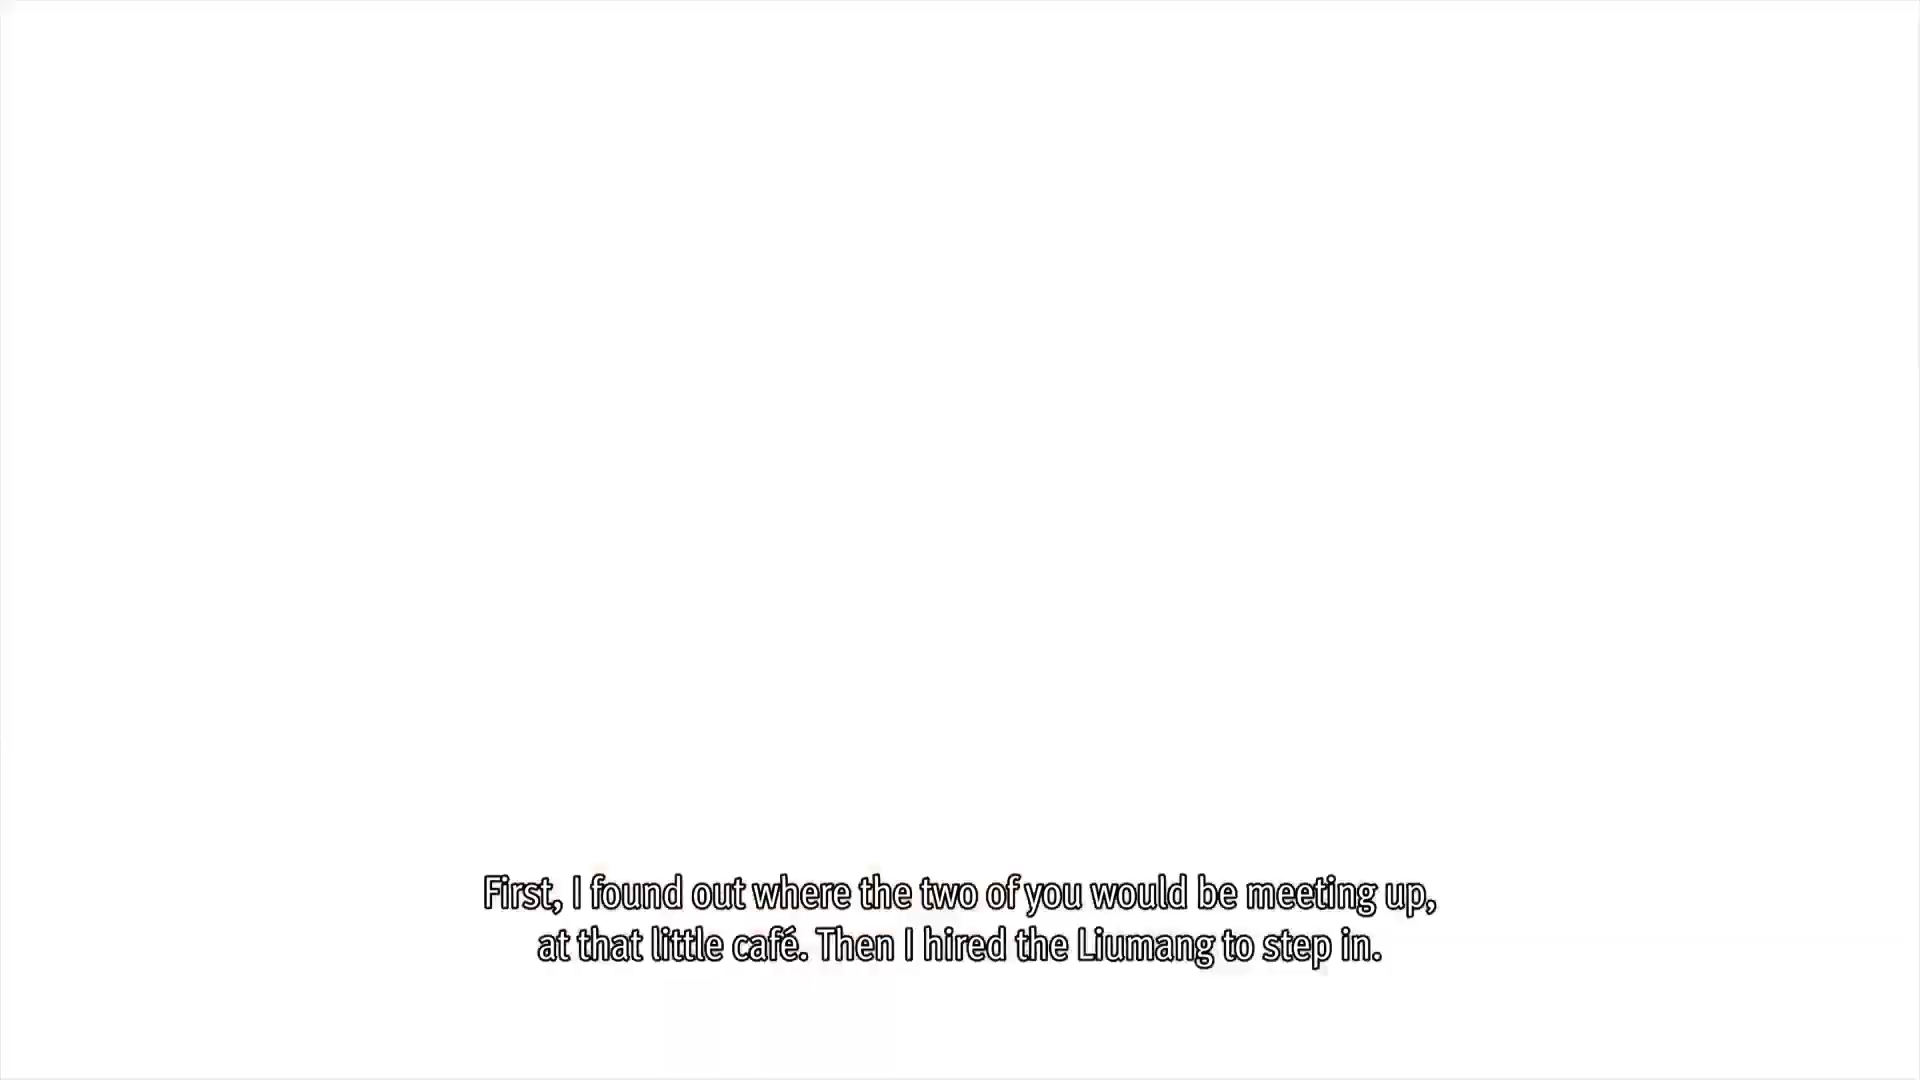 First, I found out where the two of you would be meeting up,
at that little café. Then I hired the Liumang to step in.